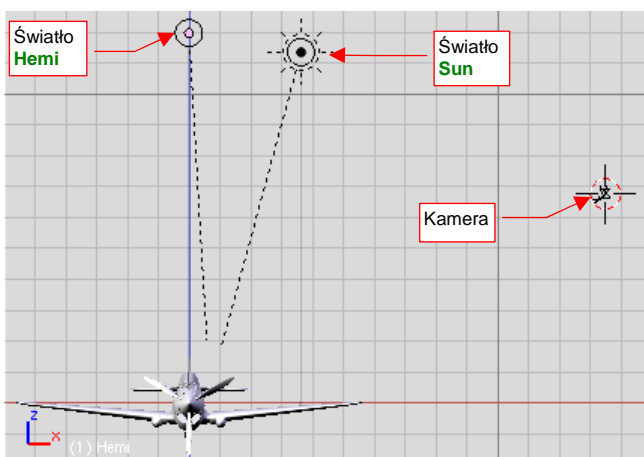 Światło
Hemi
Światło
Sun
Kamera
z
x
(1) Hemi